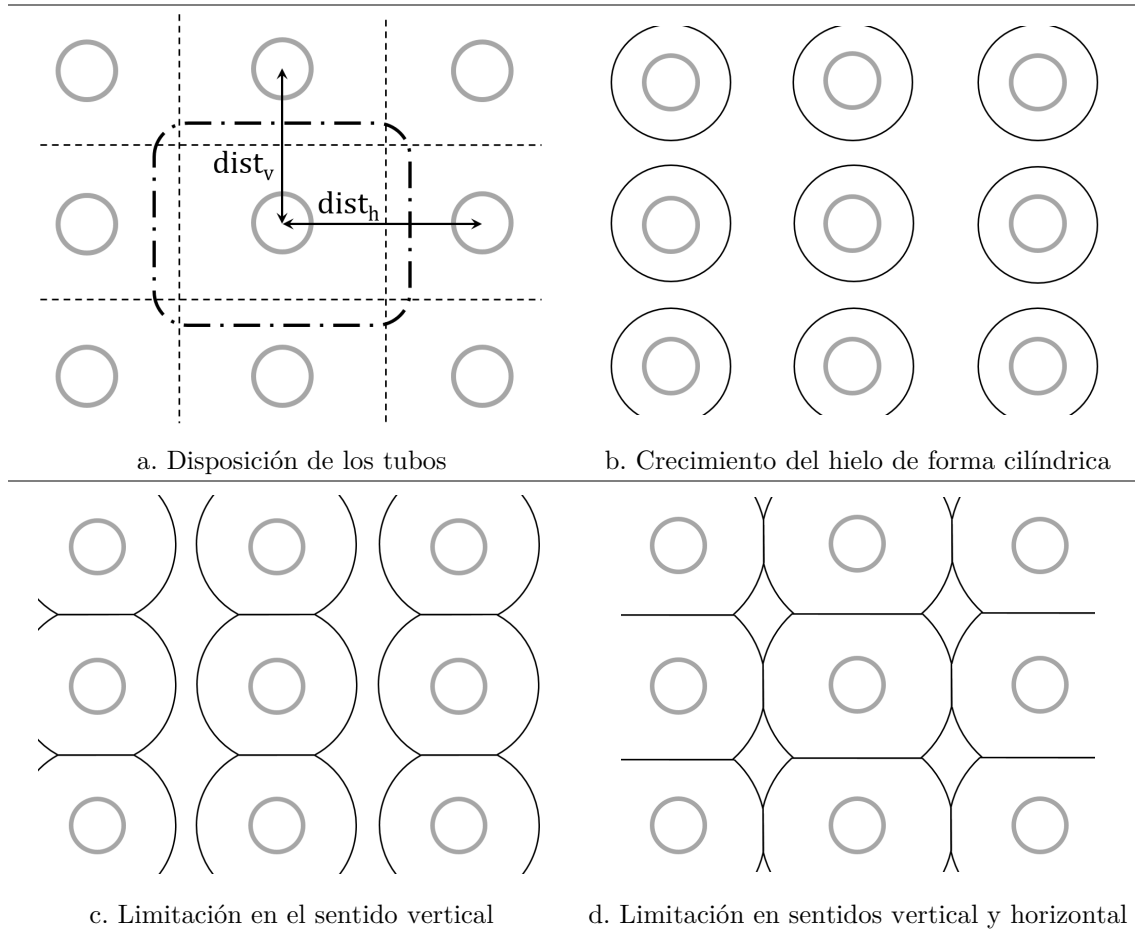 dist_v
dist_h
a. Disposición de los tubos
b. Crecimiento del hielo de forma cilíndrica
c. Limitación en el sentido vertical
d. Limitación en sentidos vertical y horizontal